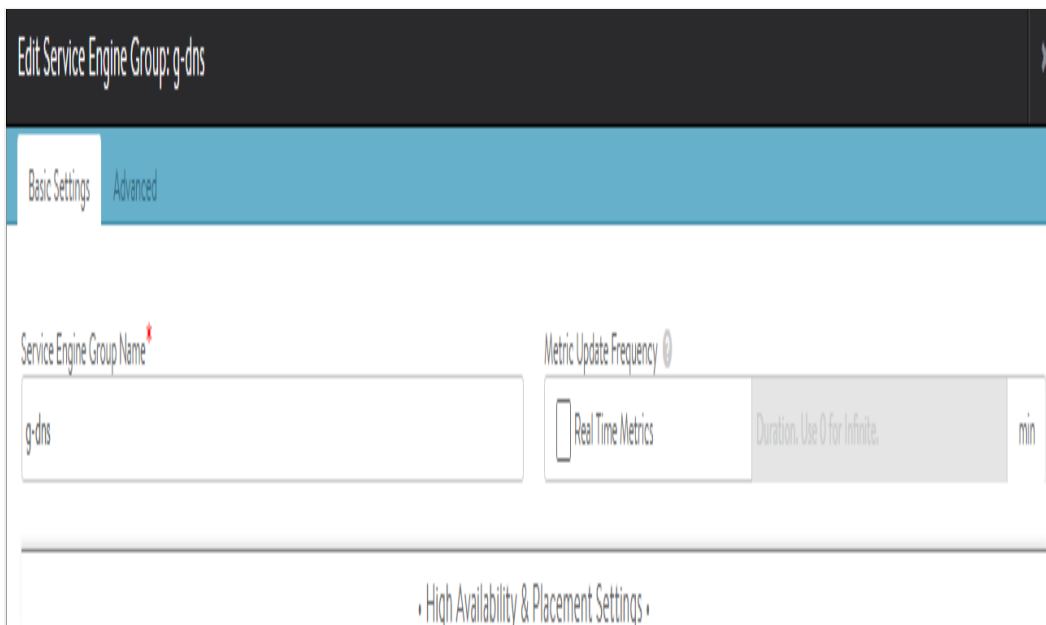 Edit Service Engine Group: g-dns
Basic Settings Advanced
Service Engine Group Name* Metric Update Frequency ?
g-dns Real Time Metrics Duration. Use 0 for Infinite. min
• High Availability & Placement Settings •